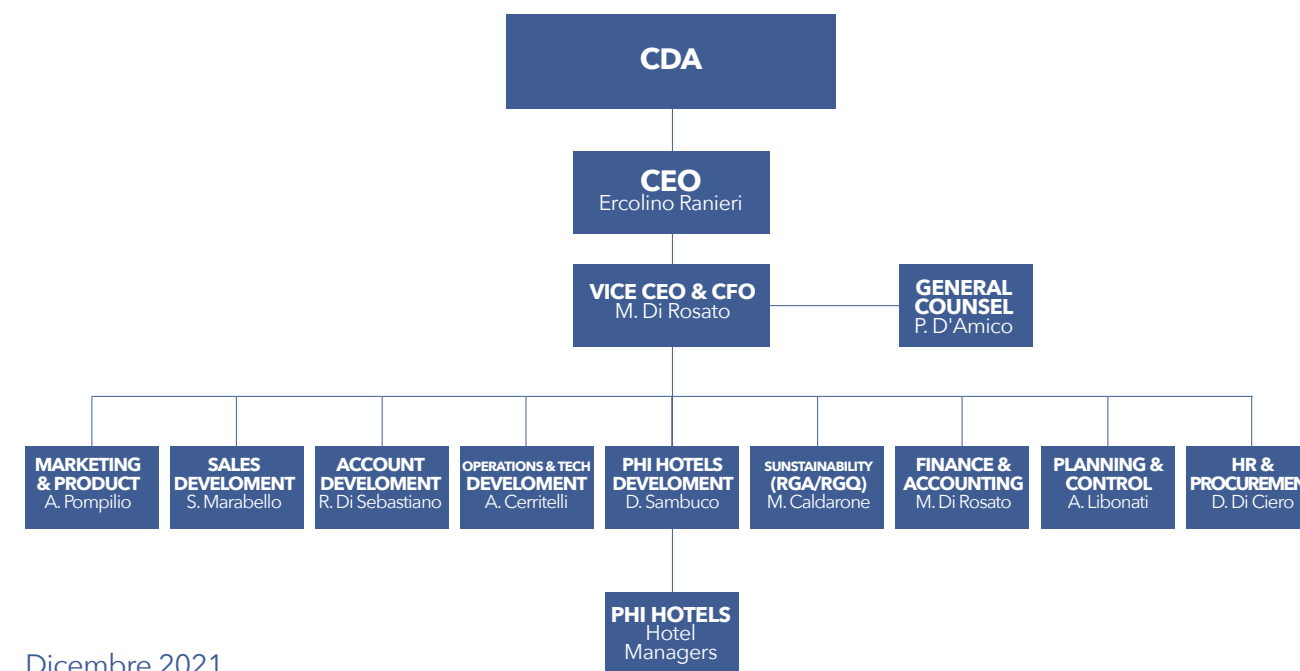 CDA
CEO
Ercolino Ranieri
VICE CEO & CFO
M. Di Rosato
GENERAL
COUNSEL
P. D'Amico
MARKETING
& PRODUCT
A. Pompilio
SALES
DEVELOMENT
S. Marabello
ACCOUNT
DEVELOMENT
R. Di Sebastiano
OPERATIONS & TECH
DEVELOMENT
A. Cerritelli
PHI HOTELS
DEVELOMENT
D. Sambuco
SUNSTAINABILITY
(RGA/RGQ)
M. Caldarone
FINANCE &
ACCOUNTING
M. Di Rosato
PLANNING &
CONTROL
A. Libonati
HR &
PROCUREMEN
D. Di Ciero
PHI HOTELS
Hotel
Managers
Dicembre 2021